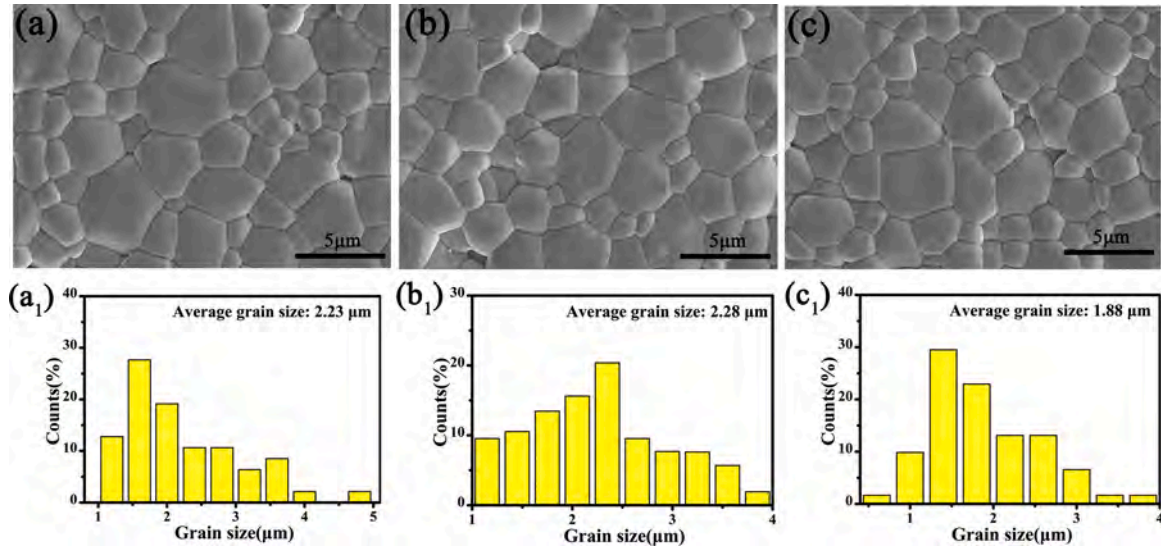 (a)
5μm
(b)
5μm
(c)
5μm
(a1)
Average grain size: 2.23 μm
Counts(%)
40
30
20
10
0
1 2 3 4 5
Grain size(μm)
(b1)
Average grain size: 2.28 μm
Counts(%)
30
20
10
0
1 2 3 4
Grain size(μm)
(c1)
Average grain size: 1.88 μm
Counts(%)
40
30
20
10
0
1 2 3 4
Grain size(μm)